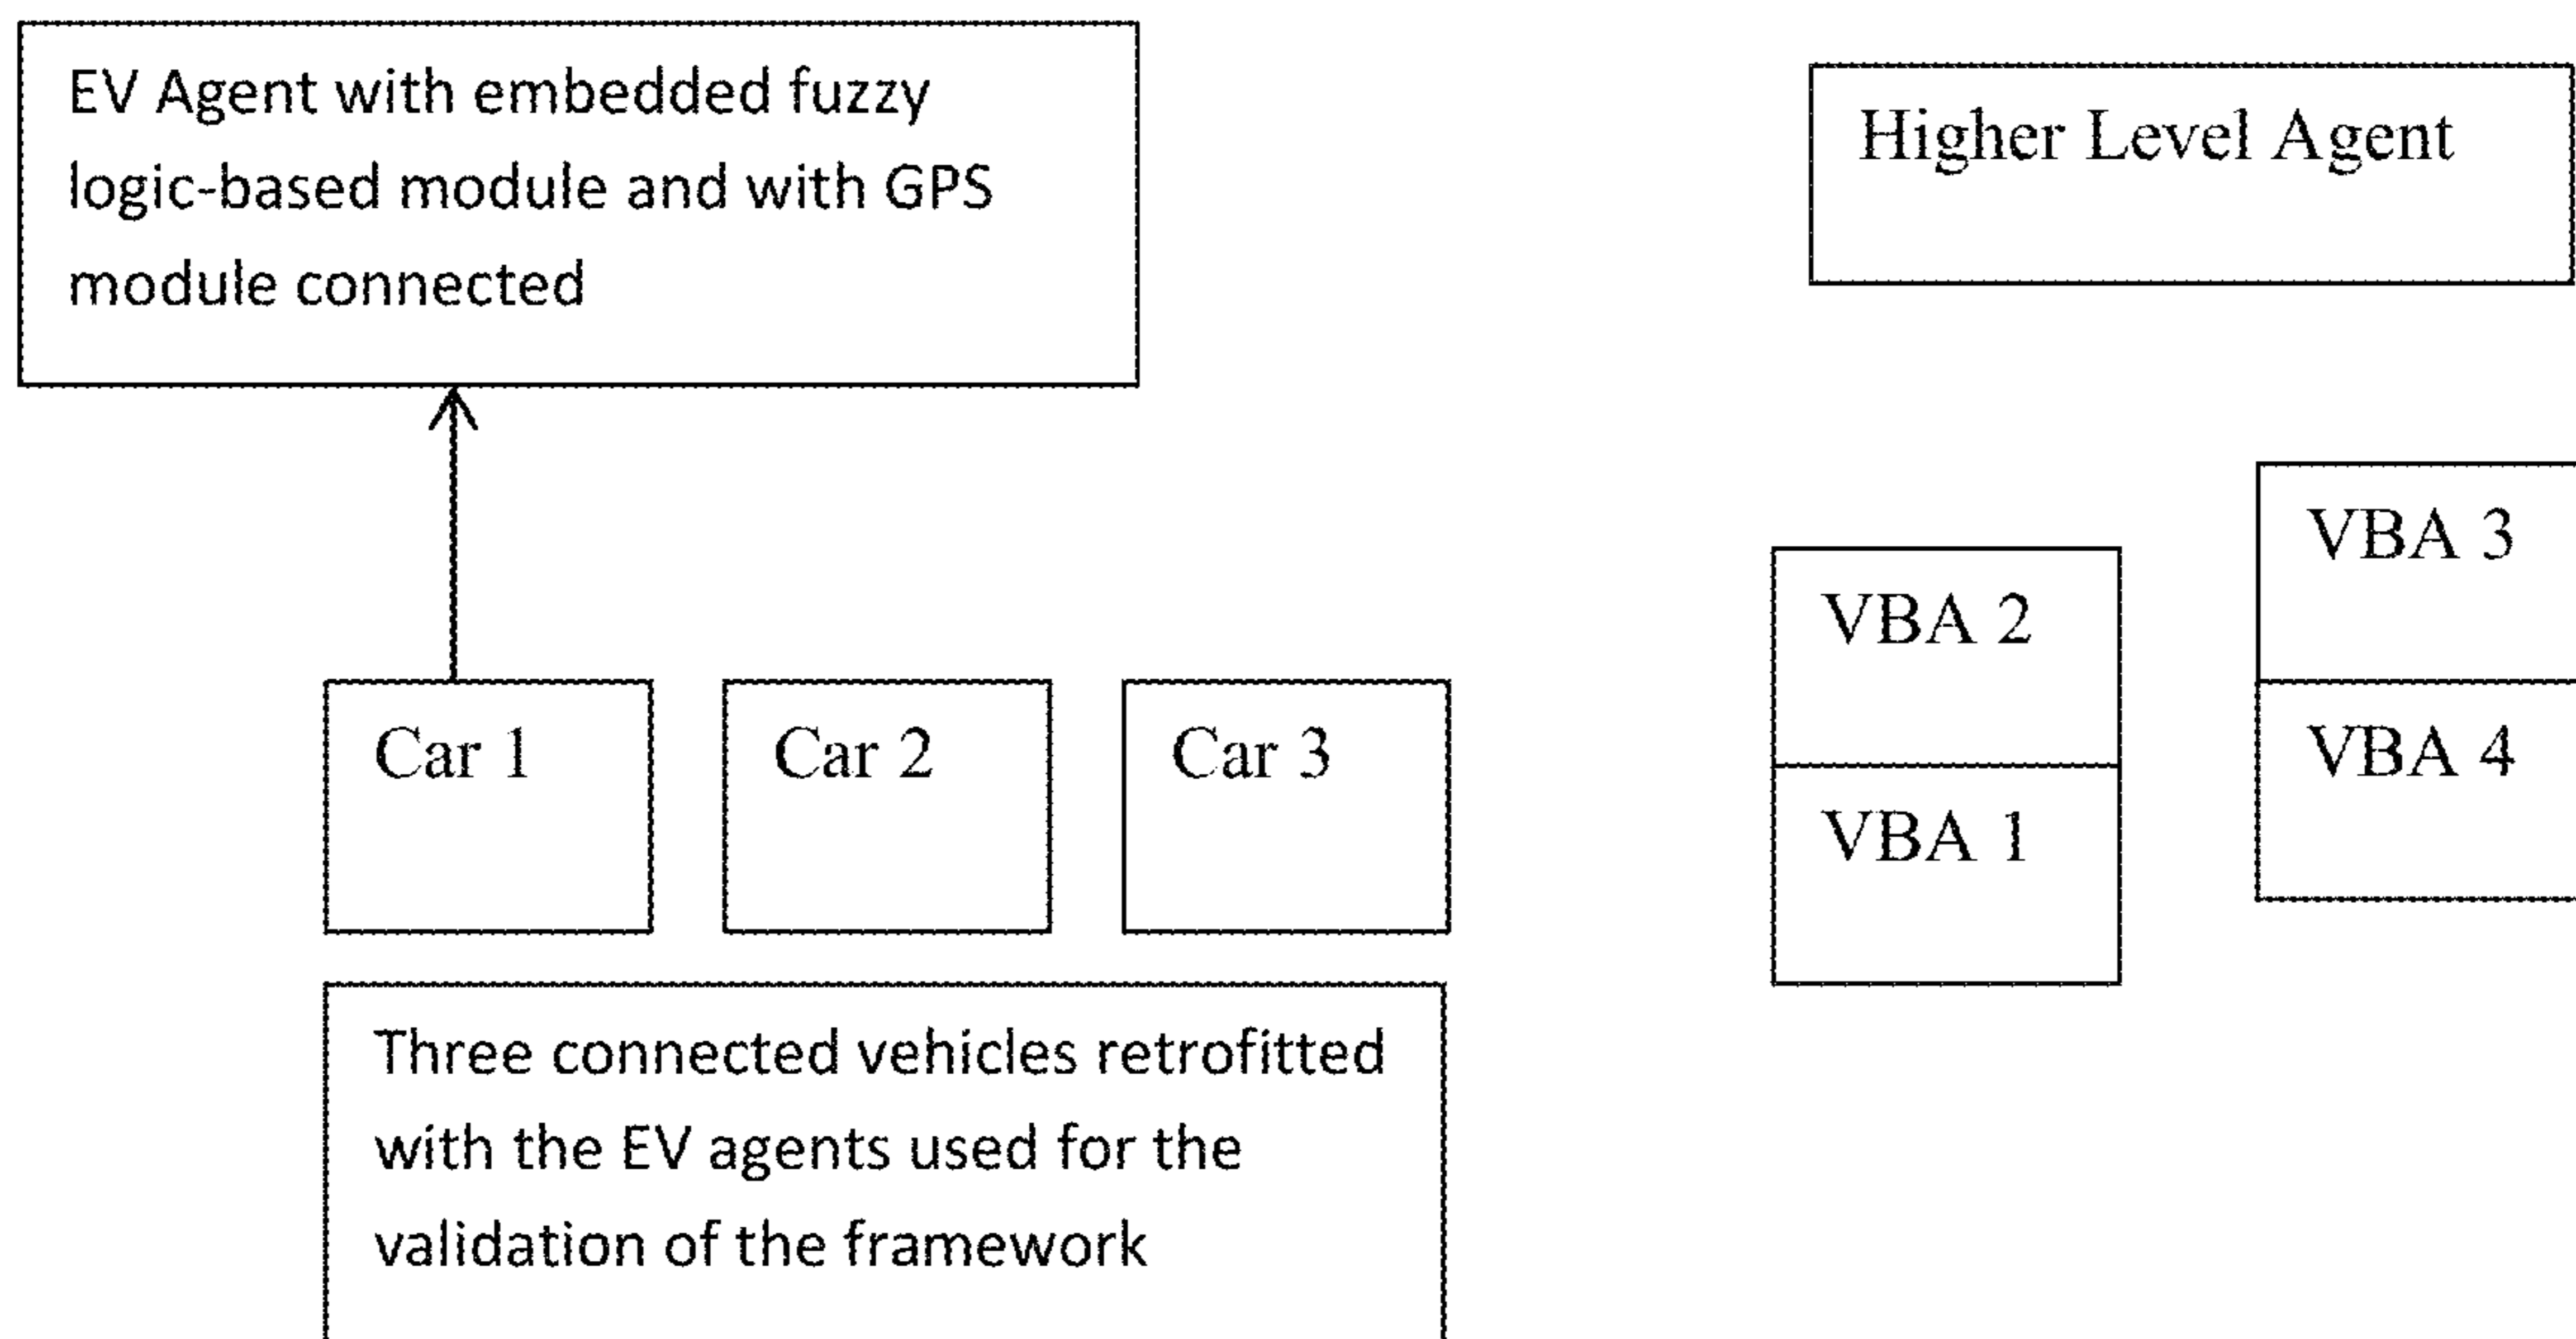 EV Agent with embedded fuzzy
logic-based module and with GPS
module connected
Higher Level Agent
Car 1
Car 2
Car 3
Three connected vehicles retrofitted
with the EV agents used for the
validation of the framework
VBA 2
VBA 1
VBA 3
VBA 4